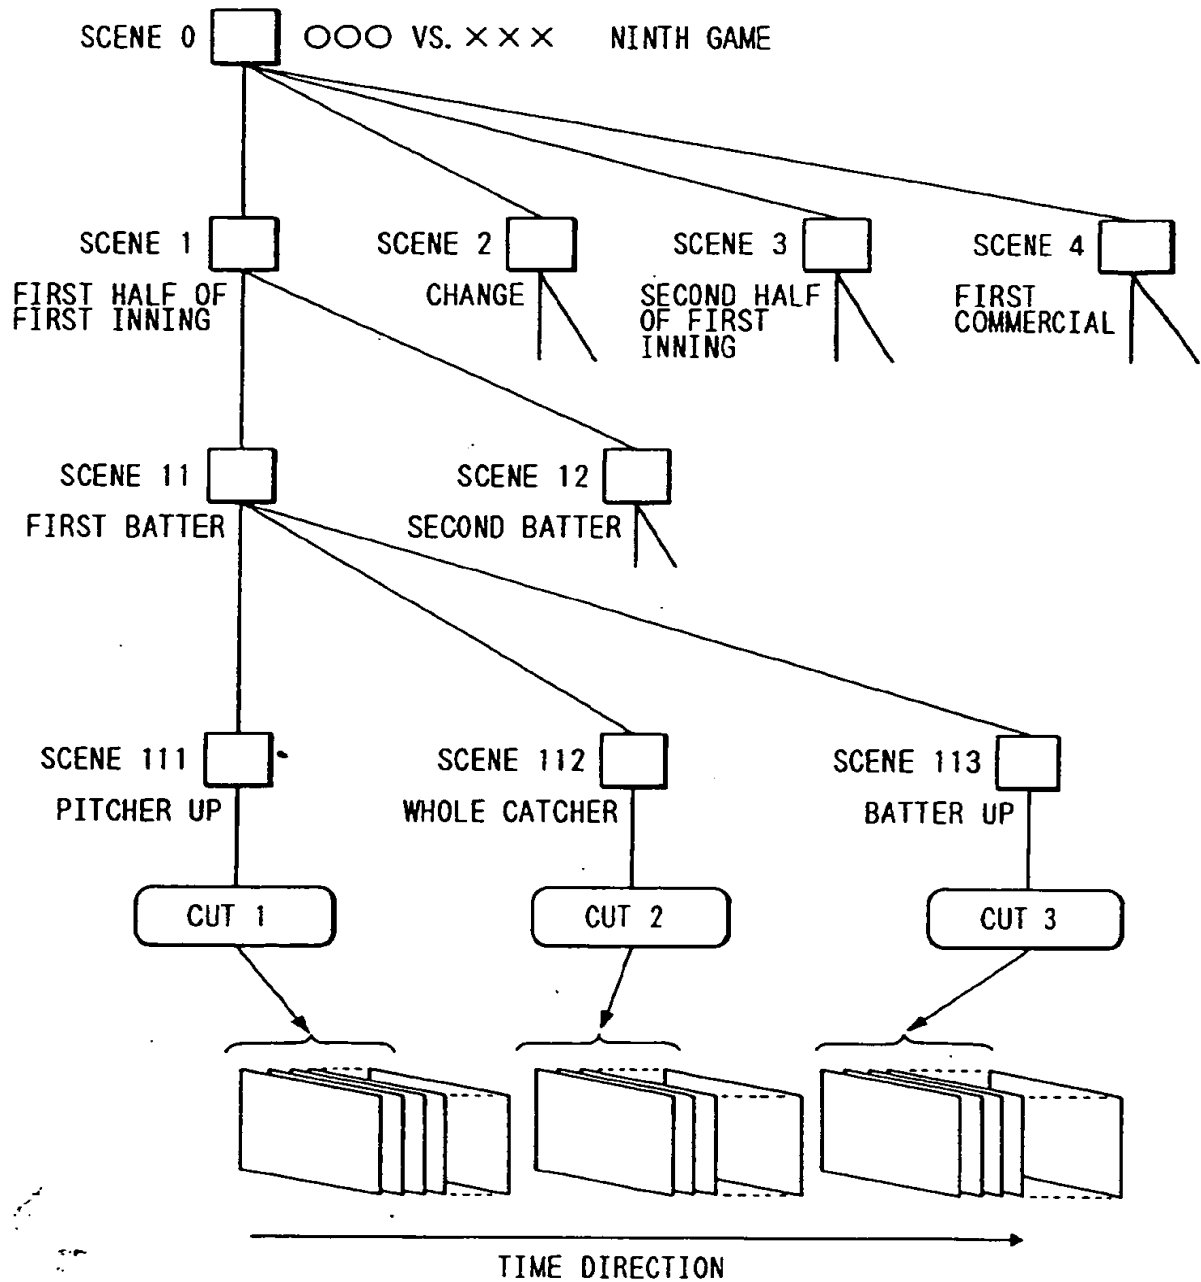 SCENE 0 ○○○ VS. ××× NINTH GAME
SCENE 1
FIRST HALF OF
FIRST INNING
SCENE 2
CHANGE
SCENE 3
SECOND HALF
OF FIRST
INNING
SCENE 4
FIRST
COMMERCIAL
SCENE 11
FIRST BATTER
SCENE 12
SECOND BATTER
SCENE 111
PITCHER UP
SCENE 112
WHOLE CATCHER
SCENE 113
BATTER UP
CUT 1
CUT 2
CUT 3
TIME DIRECTION